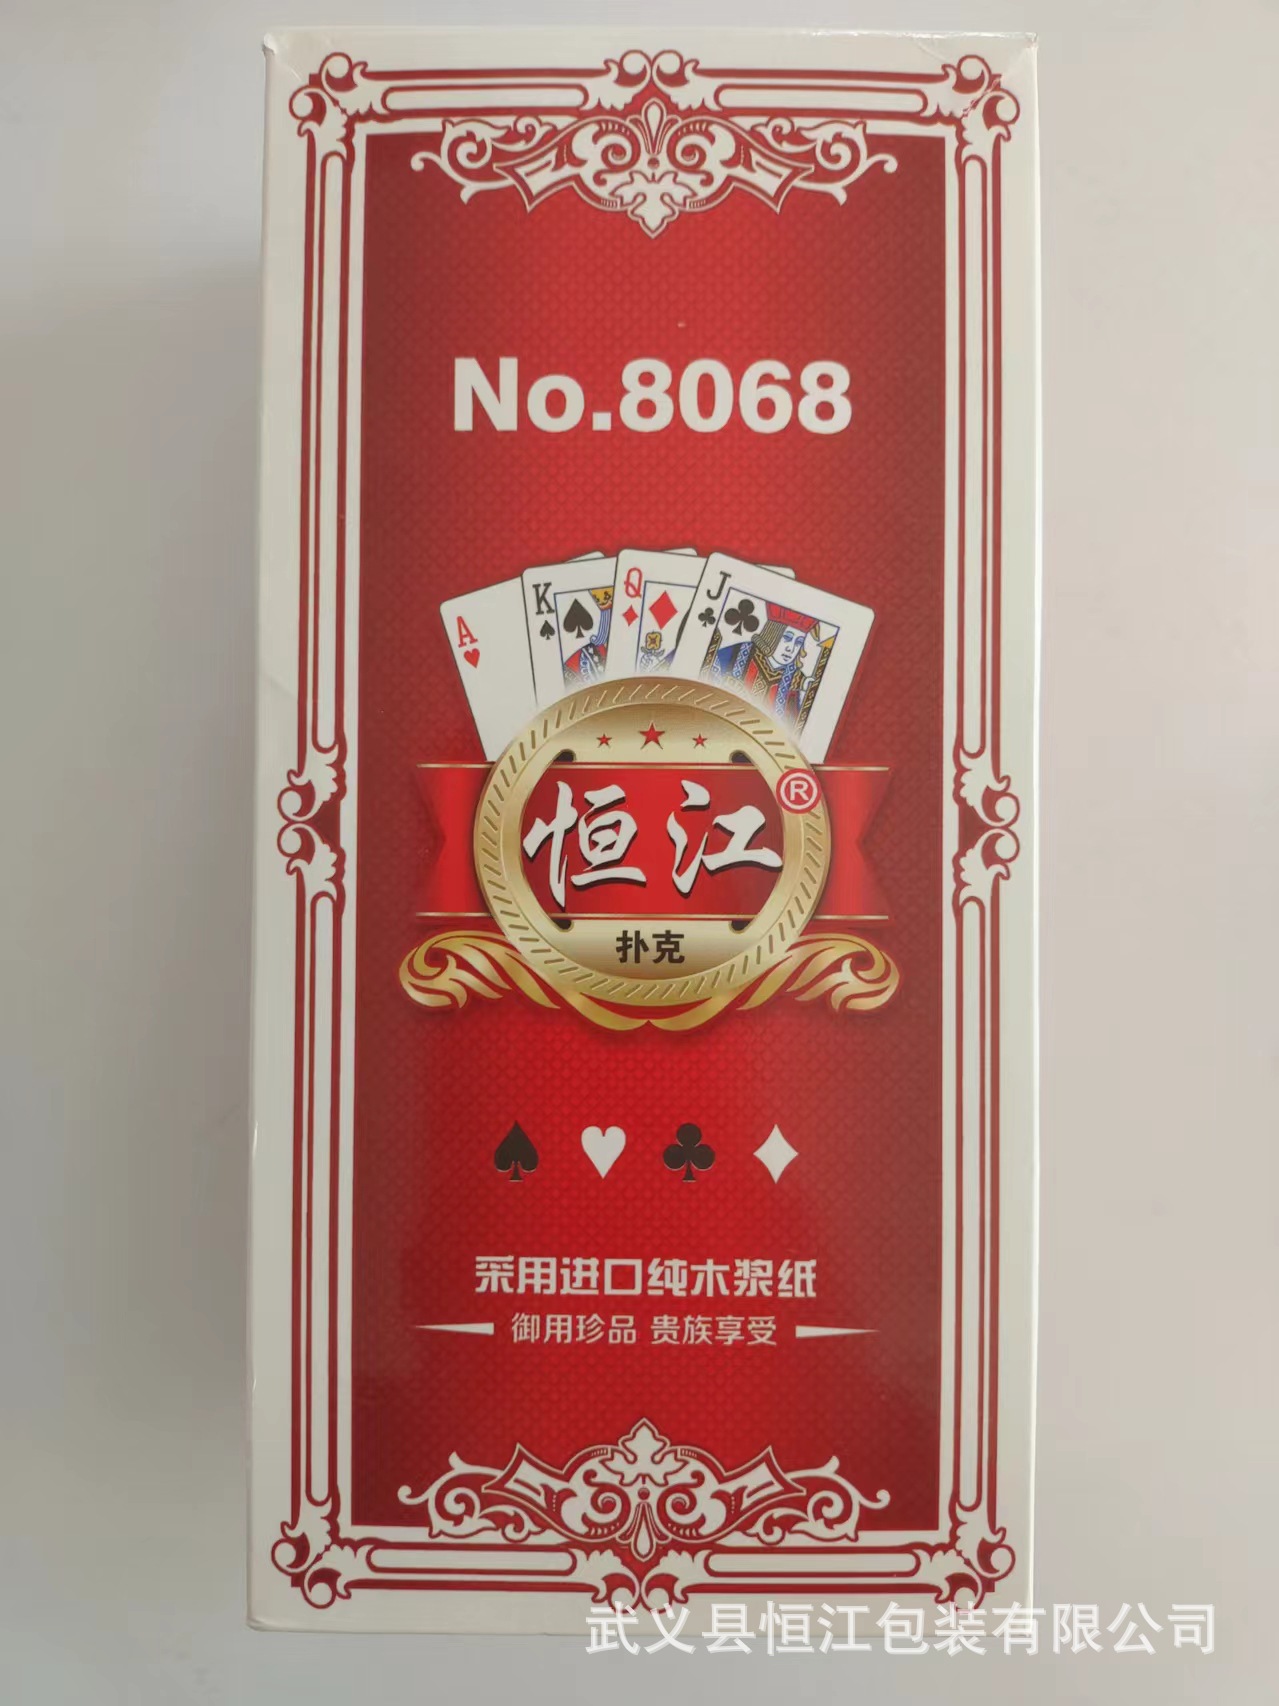 No.8068
A
K
Q
J
恒江®
扑克
采用进口纯木浆纸
御用珍品 贵族享受
武义县恒江包装有限公司